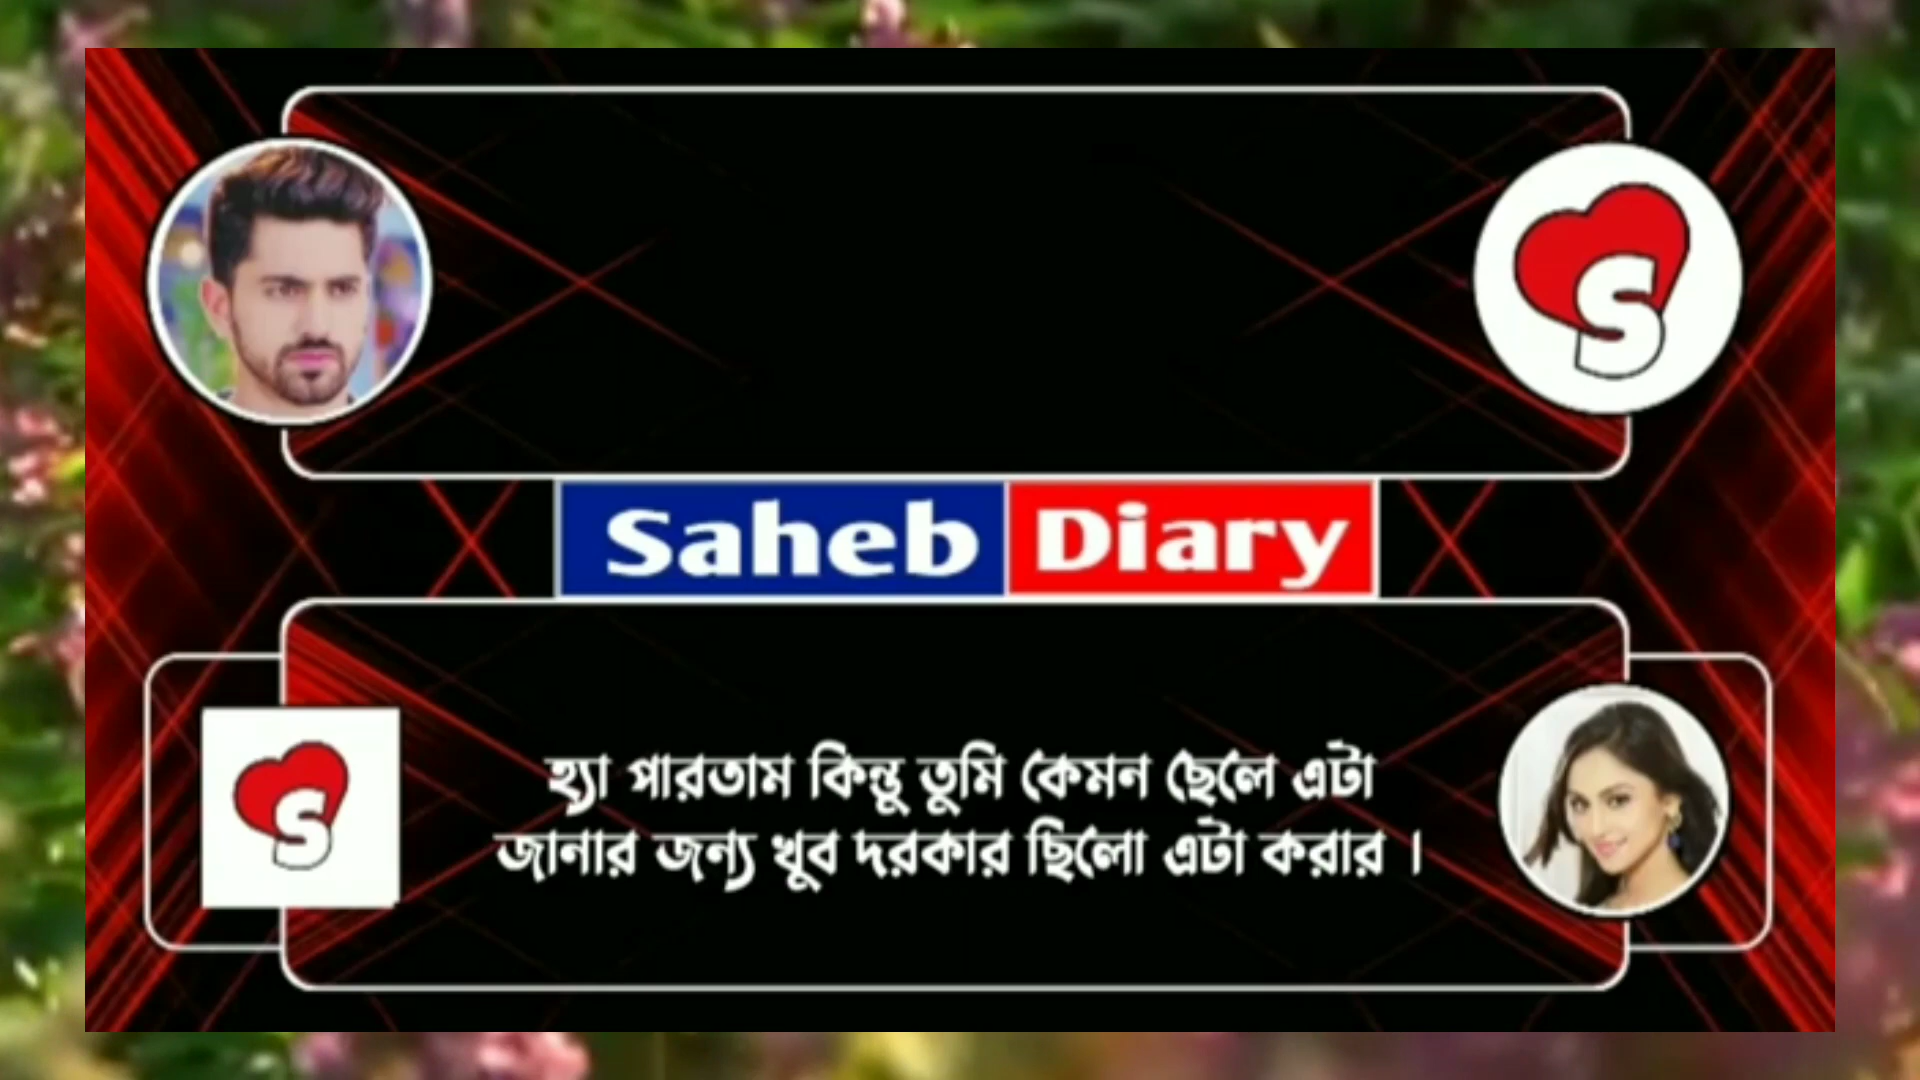 S
Saheb Diary
S
হ্যা পারতাম কিন্তু তুমি কেমন ছেলে এটা
জানার জন্য খুব দরকার ছিলো এটা করার ।